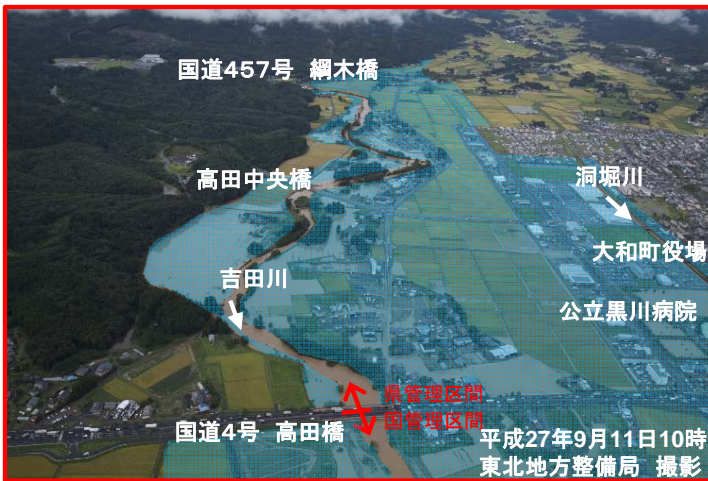 国道457号 綱木橋
高田中央橋
洞堀川
大和町役場
吉田川
公立黒川病院
県管理区間
国管理区間
国道4号 高田橋
平成27年9月11日10時
東北地方整備局 撮影